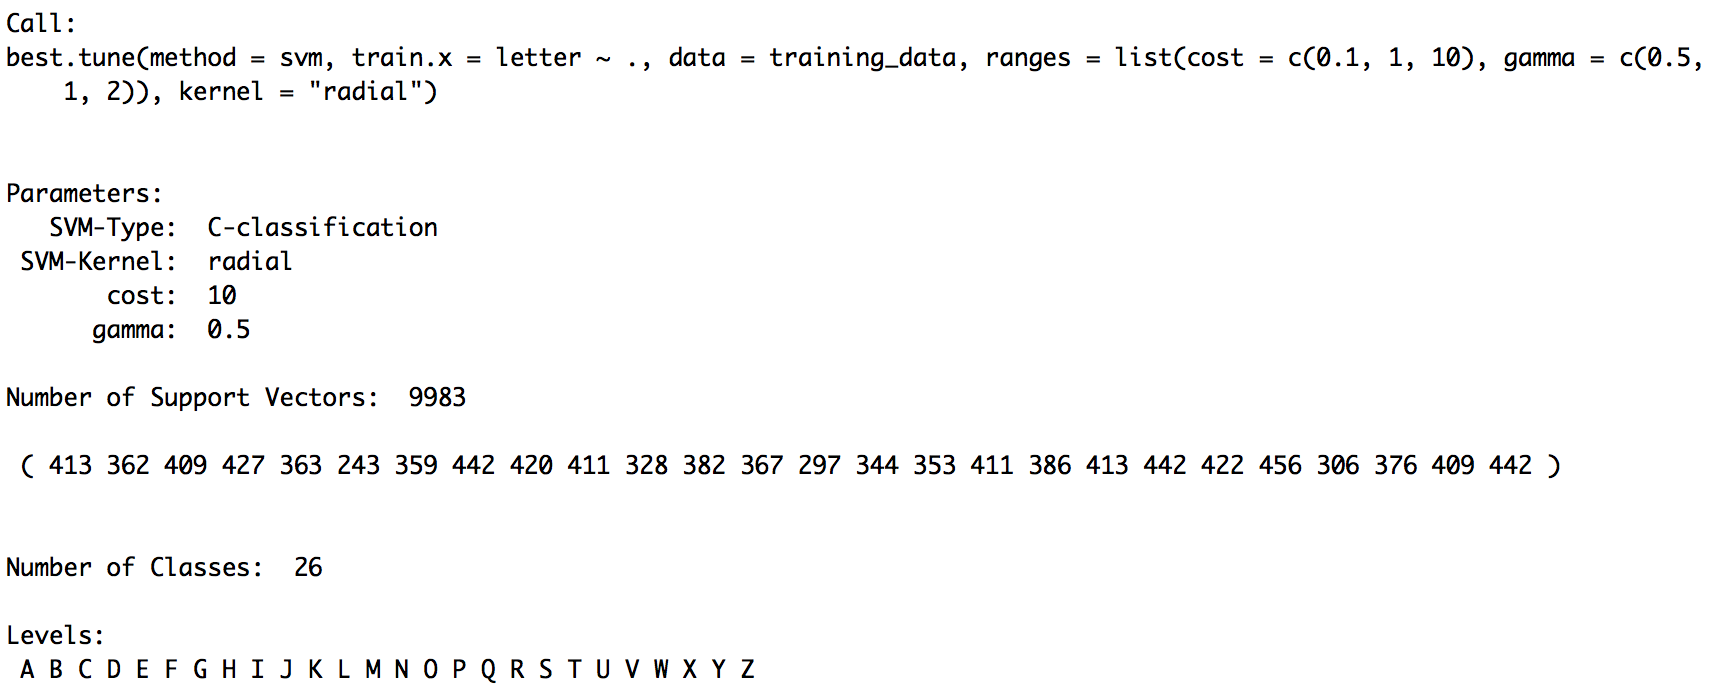 Call:
best.tune(method = svm, train.x = letter ~ ., data = training_data, ranges = list(cost = c(0.1, 1, 10), gamma = c(0.5,
    1, 2)), kernel = "radial")
Parameters:
   SVM-Type:  C-classification
 SVM-Kernel:  radial
       cost:  10
      gamma:  0.5
Number of Support Vectors:  9983
 ( 413 362 409 427 363 243 359 442 420 411 328 382 367 297 344 353 411 386 413 442 422 456 306 376 409 442 )
Number of Classes:  26
Levels:
 A B C D E F G H I J K L M N O P Q R S T U V W X Y Z